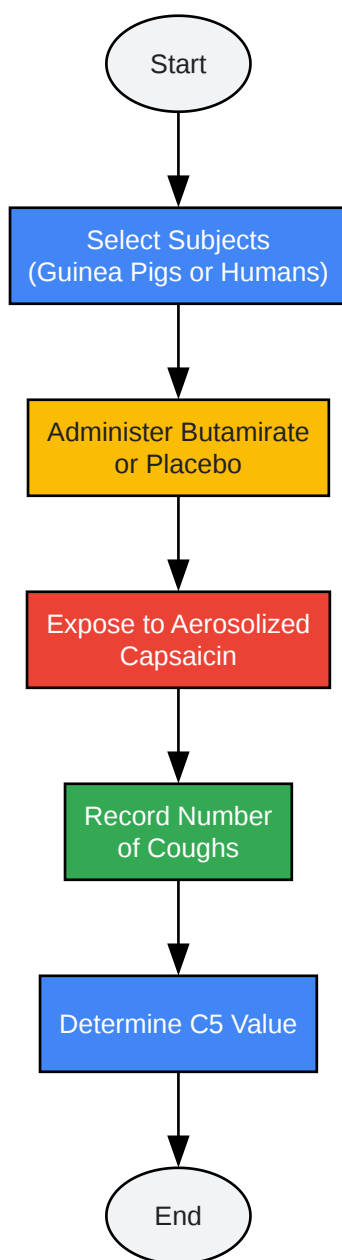 Start
Select Subjects
(Guinea Pigs or Humans)
Administer Butamirate
or Placebo
Expose to Aerosolized
Capsaicin
Record Number
of Coughs
Determine C5 Value
End